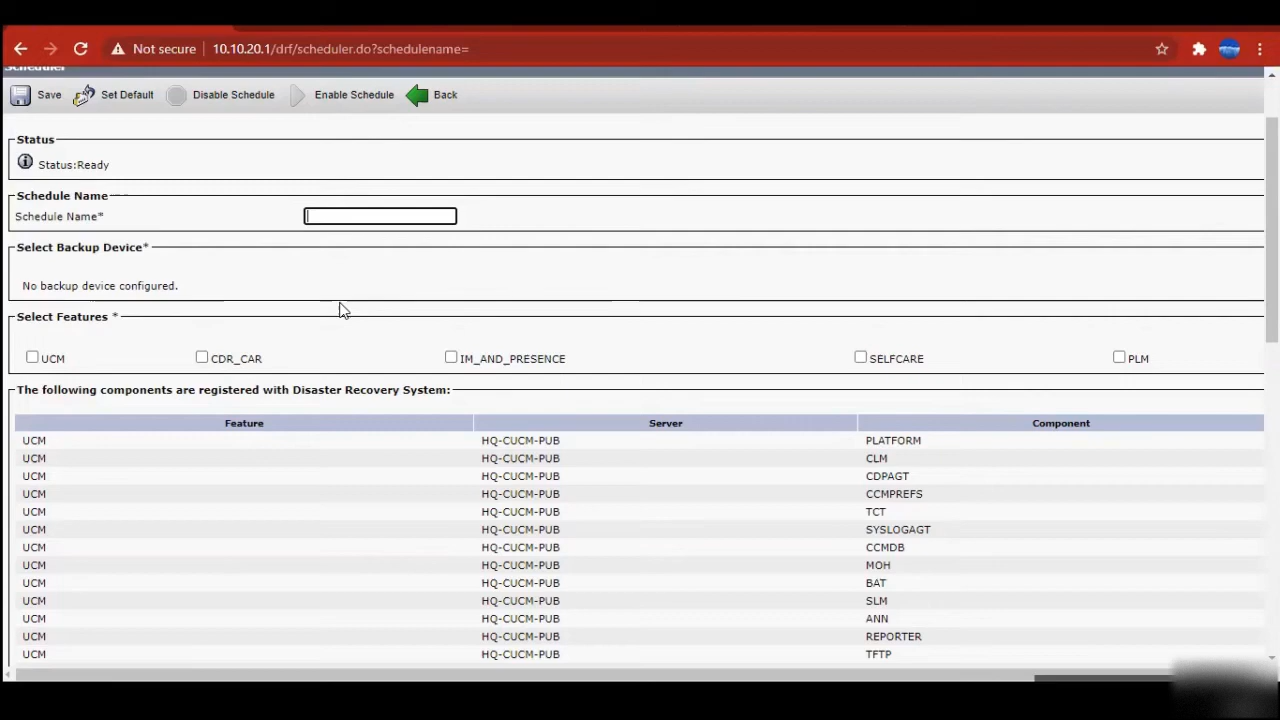 Not secure 10.10.20.1/drf/scheduler.do?schedulename=
Scheduler
Save Set Default Disable Schedule Enable Schedule Back
Status
Status:Ready
Schedule Name
Schedule Name*
Select Backup Device*
No backup device configured.
Select Features *
UCM CDR_CAR IM_AND_PRESENCE SELFCARE PLM
The following components are registered with Disaster Recovery System:
Feature Server Component
UCM HQ-CUCM-PUB PLATFORM
UCM HQ-CUCM-PUB CLM
UCM HQ-CUCM-PUB CDPAGT
UCM HQ-CUCM-PUB CCMPREFS
UCM HQ-CUCM-PUB TCT
UCM HQ-CUCM-PUB SYSLOGAGT
UCM HQ-CUCM-PUB CCMDB
UCM HQ-CUCM-PUB MOH
UCM HQ-CUCM-PUB BAT
UCM HQ-CUCM-PUB SLM
UCM HQ-CUCM-PUB ANN
UCM HQ-CUCM-PUB REPORTER
UCM HQ-CUCM-PUB TFTP